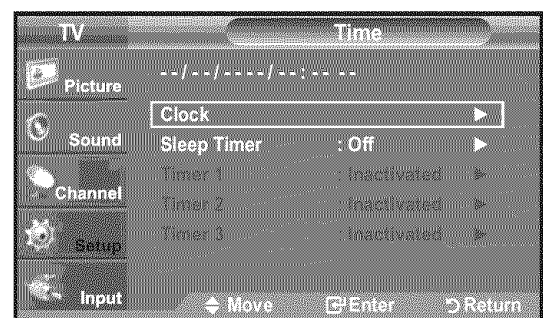 TV
Time
Picture
--/--/----/--:-- --
Clock
Sound
Sleep Timer : Off
Channel
Timer 1 : Inactivated
Timer 2 : Inactivated
Setup
Timer 3 : Inactivated
Input
Move Enter Return